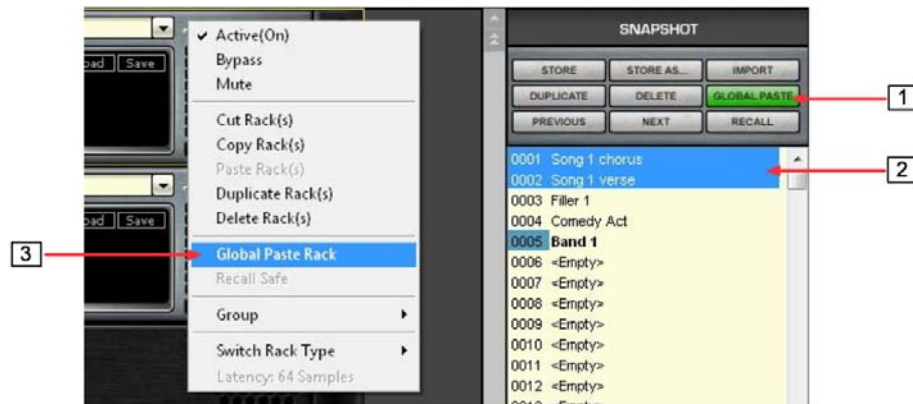 Load Save
Load Save
✓ Active(On)
Bypass
Mute
Cut Rack(s)
Copy Rack(s)
Paste Rack(s)
Duplicate Rack(s)
Delete Rack(s)
Global Paste Rack
Recall Safe
Group
Switch Rack Type
Latency: 64 Samples
3
SNAPSHOT
STORE STORE AS... IMPORT
DUPLICATE DELETE GLOBAL PASTE
PREVIOUS NEXT RECALL
0001 Song 1 chorus
0002 Song 1 verse
0003 Filler 1
0004 Comedy Act
0005 Band 1
0006 <Empty>
0007 <Empty>
0008 <Empty>
0009 <Empty>
0010 <Empty>
0011 <Empty>
0012 <Empty>
1
2